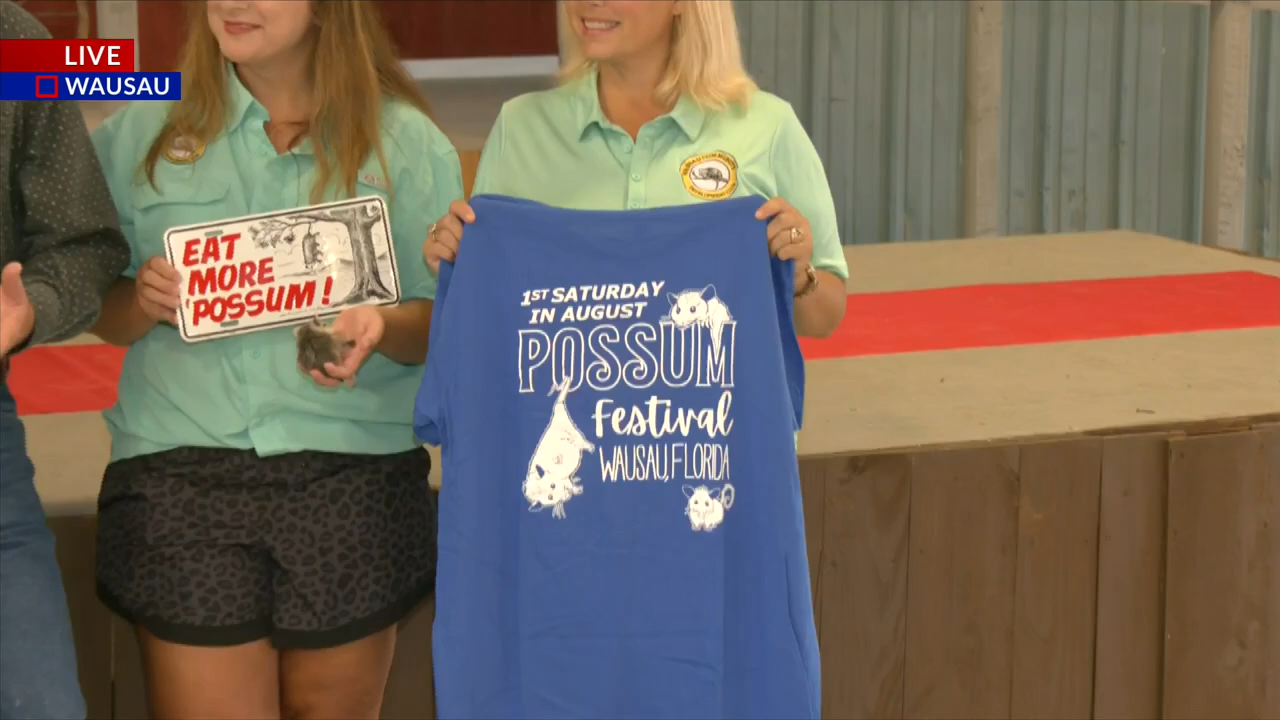 LIVE
WAUSAU
EAT
MORE
'POSSUM!
1ST SATURDAY
IN AUGUST
POSSUM
Festival
WAUSAU, FLORIDA